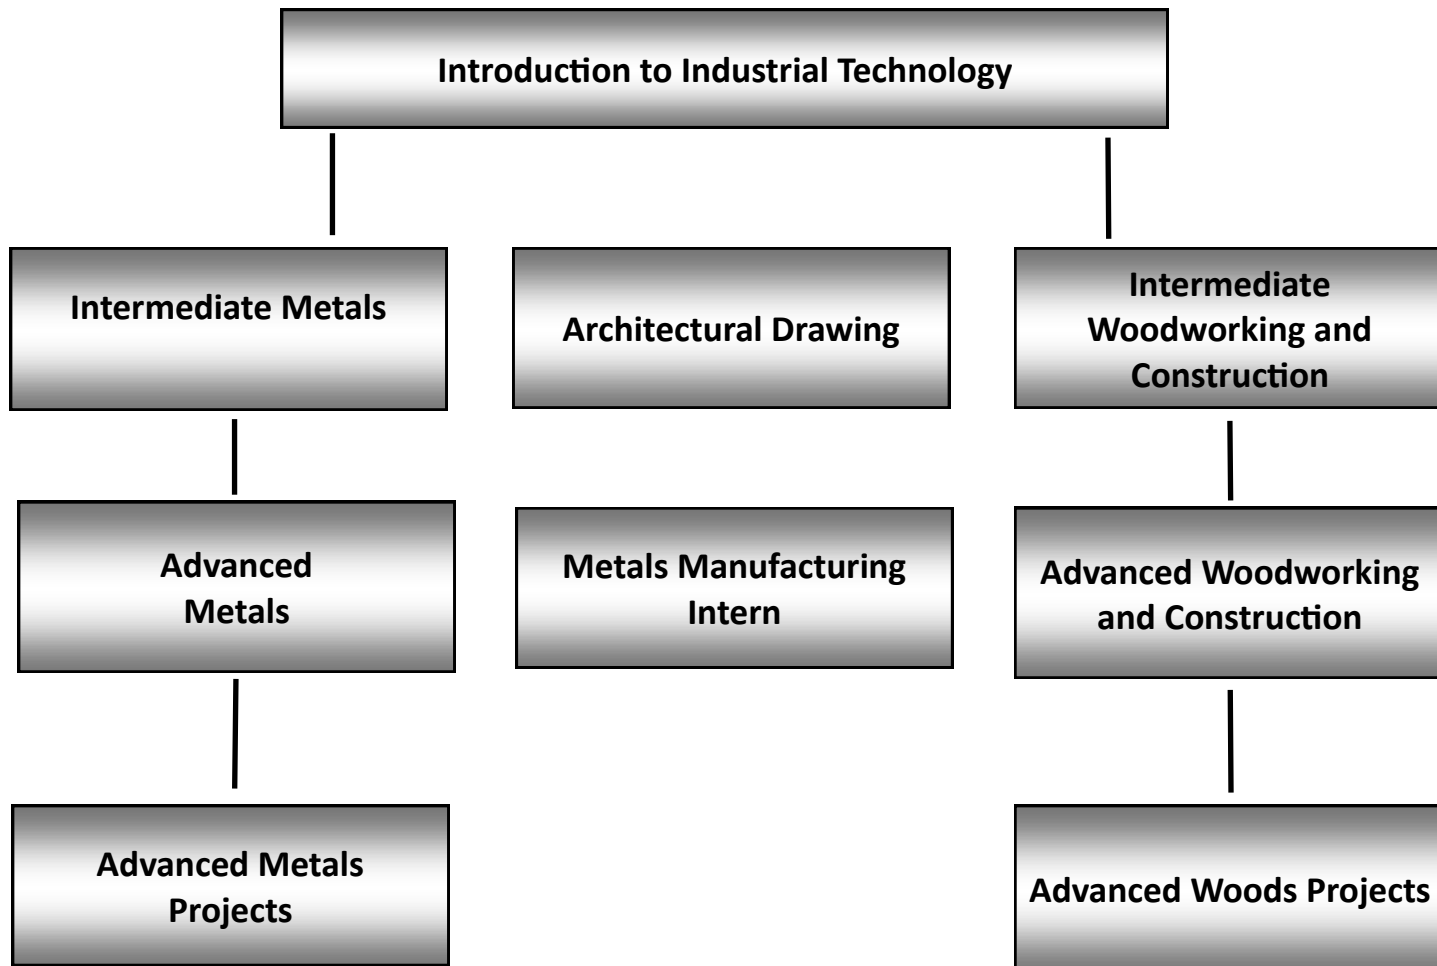 Introduction to Industrial Technology
Intermediate Metals
Architectural Drawing
Intermediate
Woodworking and
Construction
Advanced
Metals
Metals Manufacturing
Intern
Advanced Woodworking
and Construction
Advanced Metals
Projects
Advanced Woods Projects